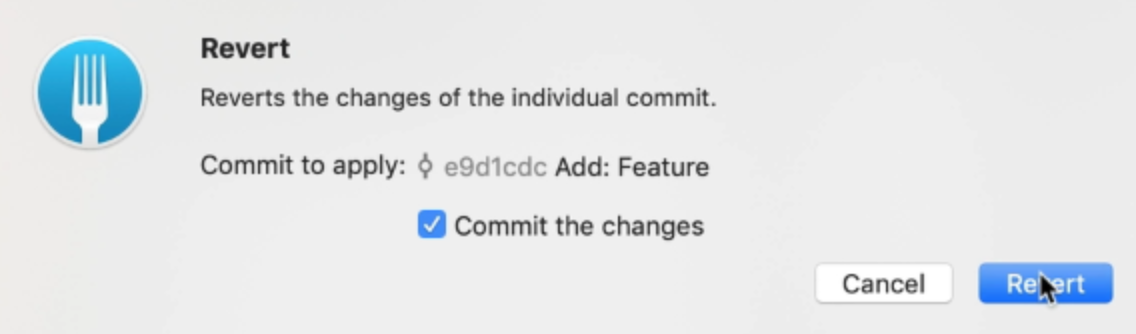 Revert
Reverts the changes of the individual commit.
Commit to apply: e9d1cdc Add: Feature
Commit the changes
Cancel
Revert